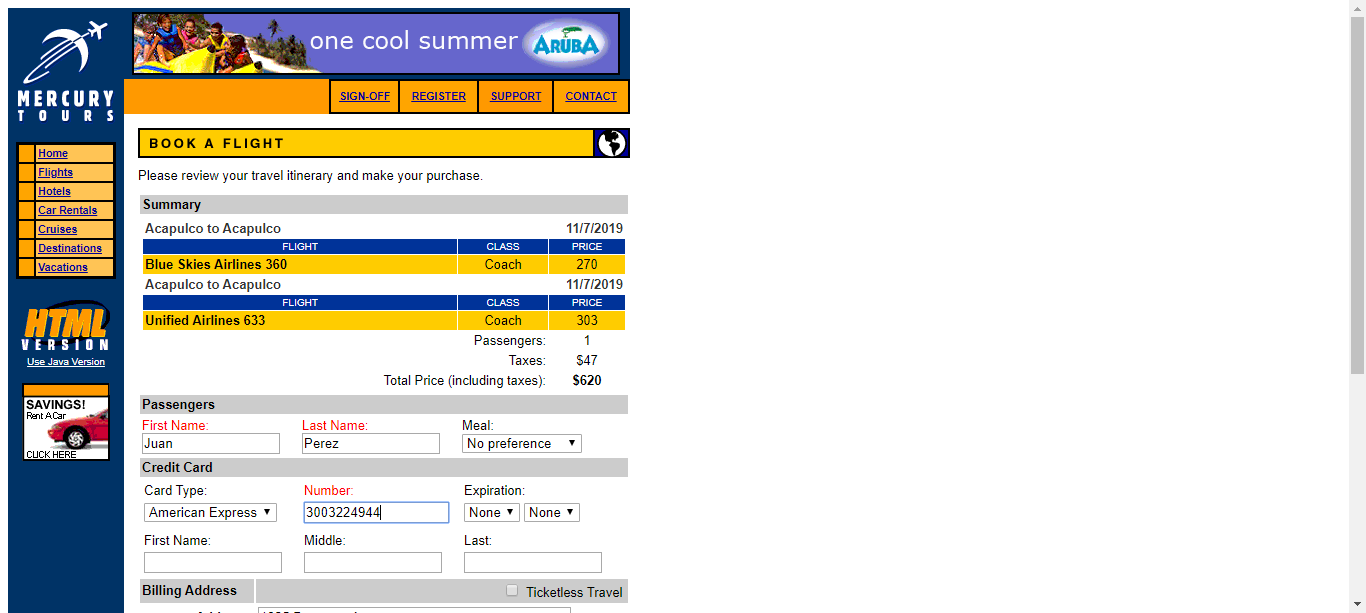 one cool summer ARUBA
MERCURY
TOURS
SIGN-OFF REGISTER SUPPORT CONTACT
Home
Flights
Hotels
Car Rentals
Cruises
Destinations
Vacations
HTML
VERSION
Use Java Version
SAVINGS!
Rent A Car
CLICK HERE
BOOK A FLIGHT
Please review your travel itinerary and make your purchase.
Summary
Acapulco to Acapulco 11/7/2019
FLIGHT CLASS PRICE
Blue Skies Airlines 360 Coach 270
Acapulco to Acapulco 11/7/2019
FLIGHT CLASS PRICE
Unified Airlines 633 Coach 303
Passengers: 1
Taxes: $47
Total Price (including taxes): $620
Passengers
First Name: Last Name: Meal:
Juan Perez No preference
Credit Card
Card Type: Number: Expiration:
American Express 3003224944 None None
First Name: Middle: Last:
Billing Address Ticketless Travel